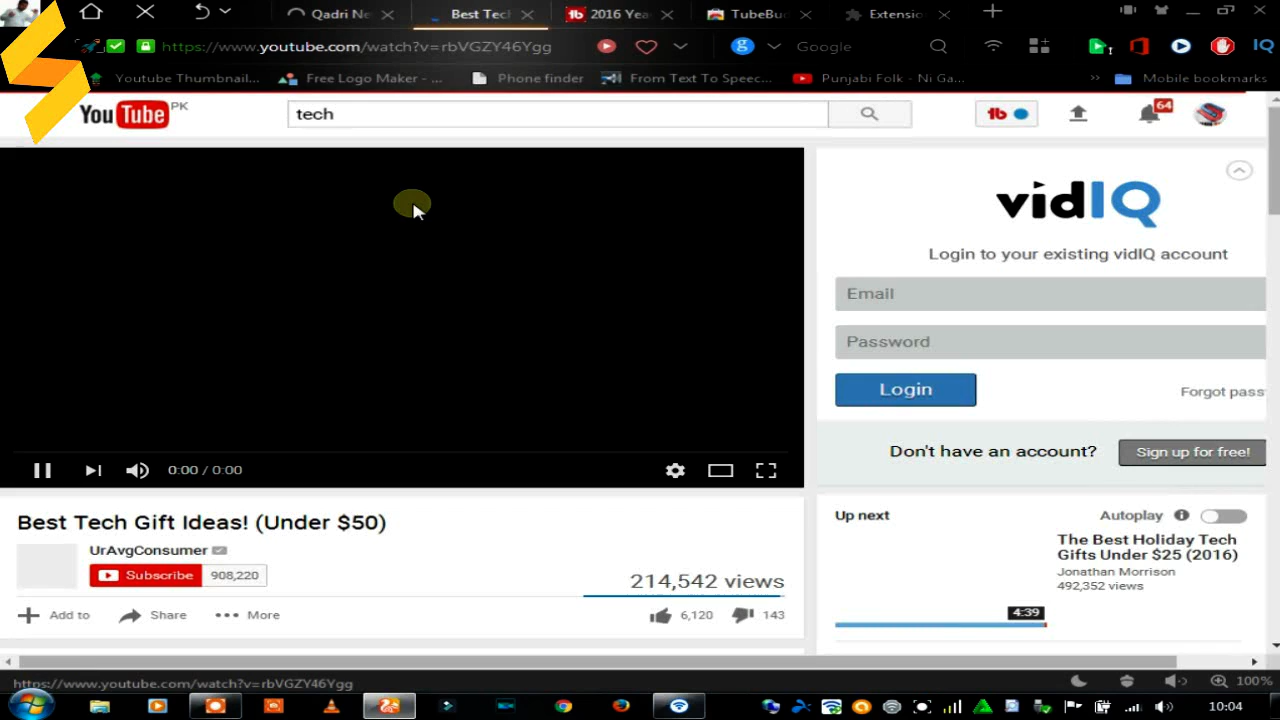 Qadri Ne
Best Tech
2016 Yea
TubeBu
Extensio
https://www.youtube.com/watch?v=rbVGZY46Ygg
Google
IQ
Youtube Thumbnail...
Free Logo Maker - ...
Phone finder
From Text To Speec...
Punjabi Folk - Ni Ga...
Mobile bookmarks
YouTube PK
tech
tb
64
vidIQ
Login to your existing vidIQ account
Email
Password
Login
Forgot pass
Don't have an account?
Sign up for free!
0:00 / 0:00
Best Tech Gift Ideas! (Under $50)
UrAvgConsumer
Subscribe 908,220
214,542 views
Add to
Share
More
6,120
143
Up next
Autoplay
The Best Holiday Tech
Gifts Under $25 (2016)
Jonathan Morrison
492,352 views
4:39
https://www.youtube.com/watch?v=rbVGZY46Ygg
100%
10:04